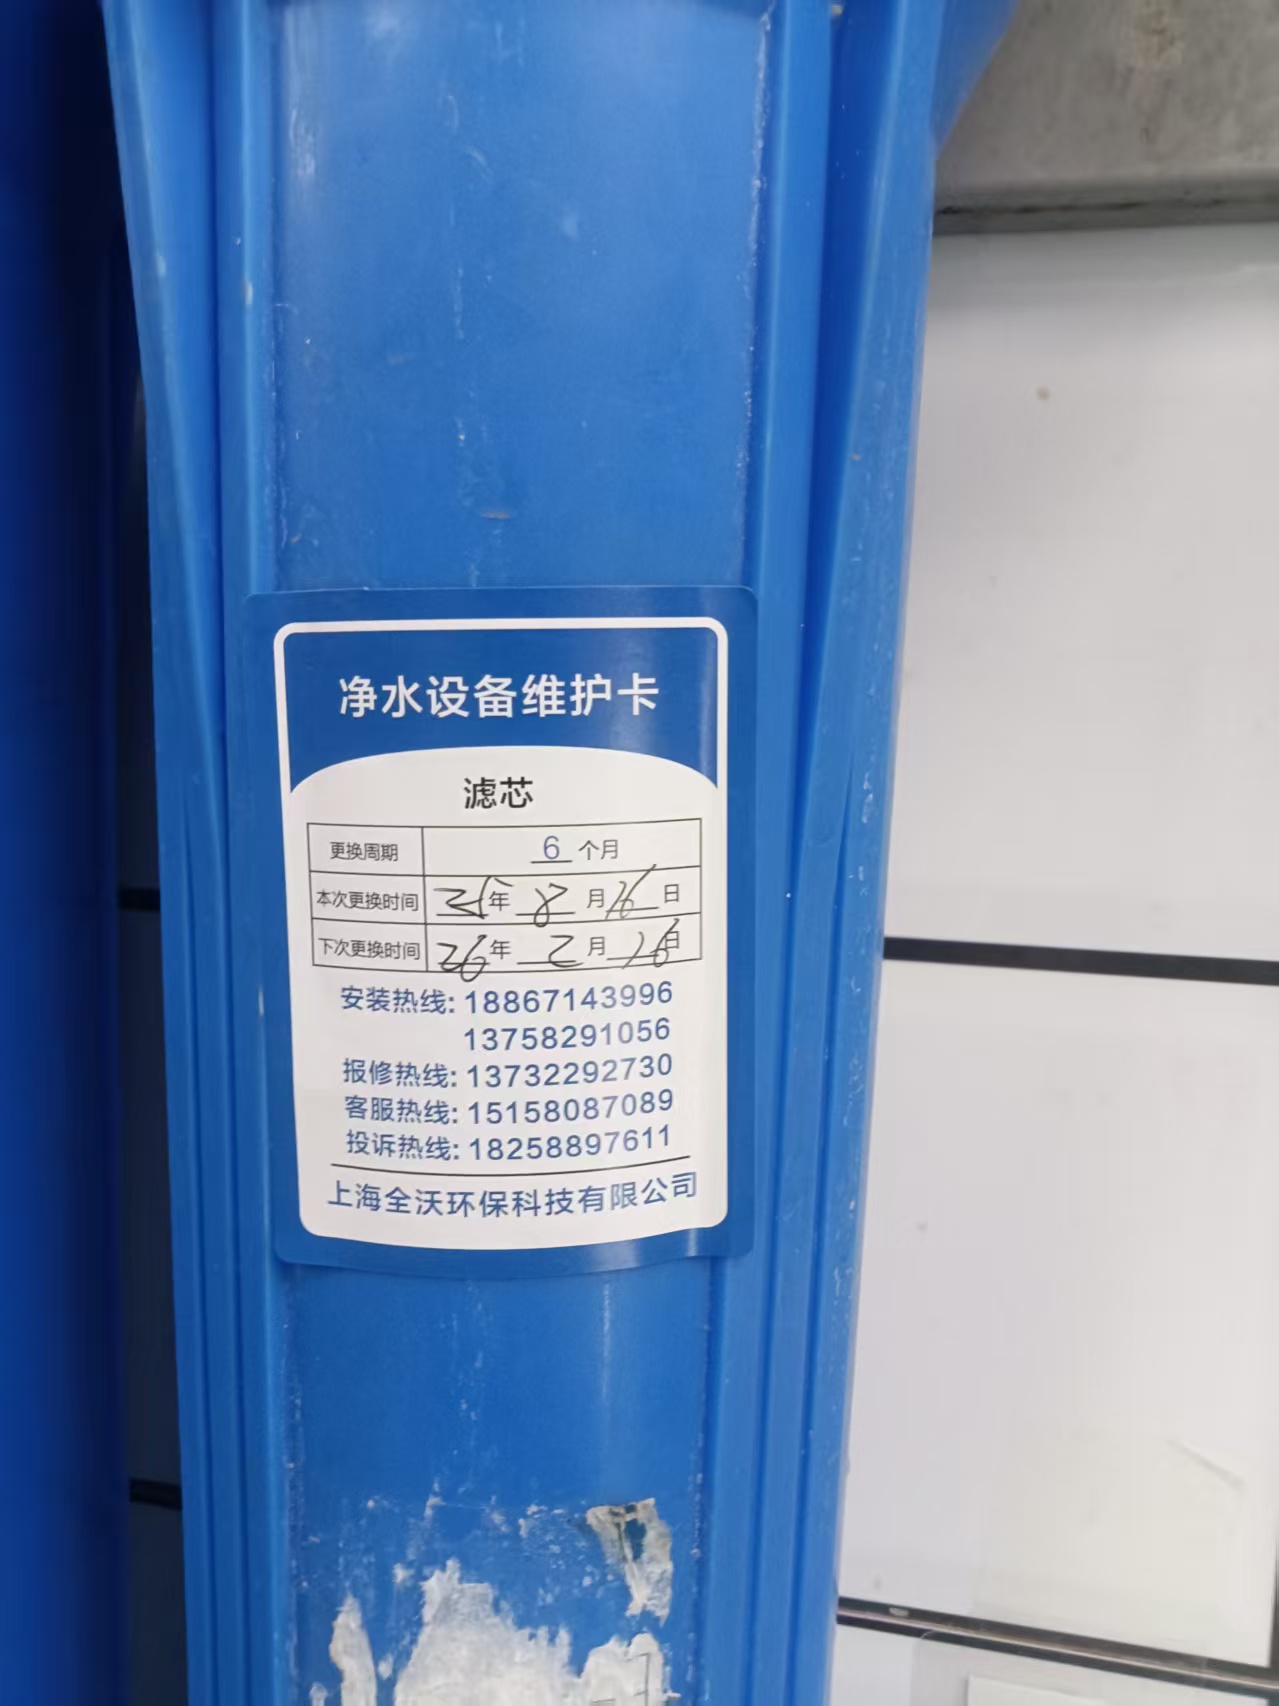 净水设备维护卡
滤芯
更换周期 6 个月
本次更换时间 25年 8 月 16 日
下次更换时间 26年 2 月 16日
安装热线: 18867143996
13758291056
报修热线: 13732292730
客服热线: 15158087089
投诉热线: 18258897611
上海全沃环保科技有限公司